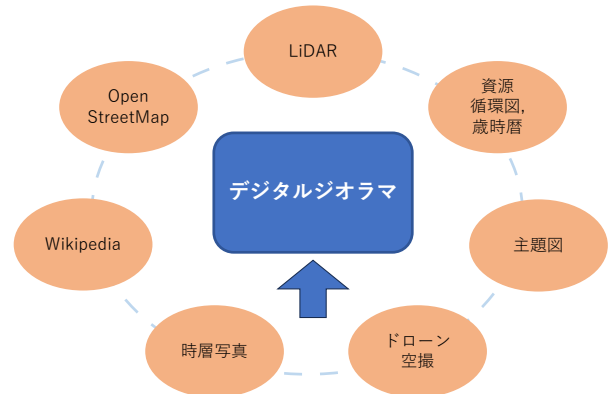 LiDAR
Open
StreetMap
資源
循環図,
歳時暦
デジタルジオラマ
Wikipedia
主題図
時層写真
ドローン
空撮